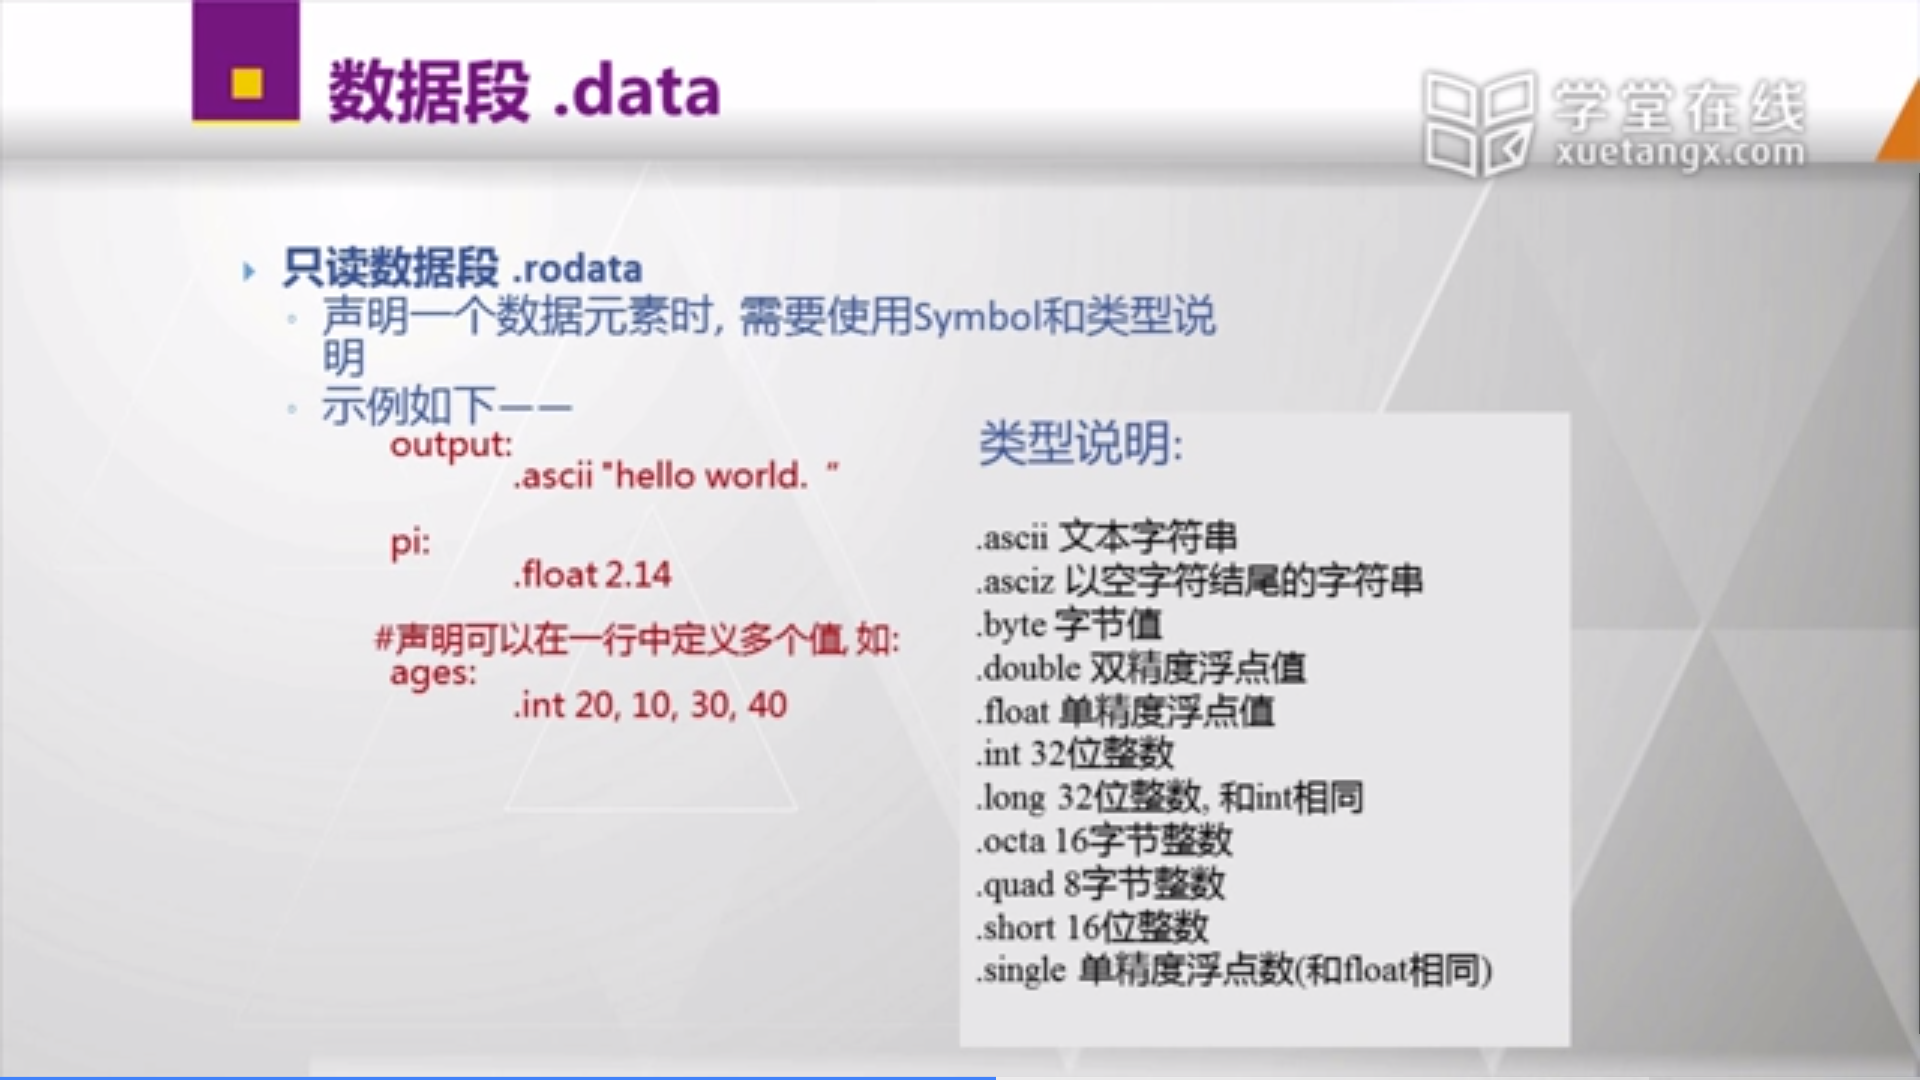 数据段 .data
学堂在线
xuetangx.com
只读数据段 .rodata
声明一个数据元素时, 需要使用Symbol和类型说
明
示例如下——
output:
.ascii "hello world. ”
pi:
.float 2.14
#声明可以在一行中定义多个值, 如:
ages:
.int 20, 10, 30, 40
类型说明:
.ascii 文本字符串
.asciz 以空字符结尾的字符串
.byte 字节值
.double 双精度浮点值
.float 单精度浮点值
.int 32位整数
.long 32位整数, 和int相同
.octa 16字节整数
.quad 8字节整数
.short 16位整数
.single 单精度浮点数(和float相同)